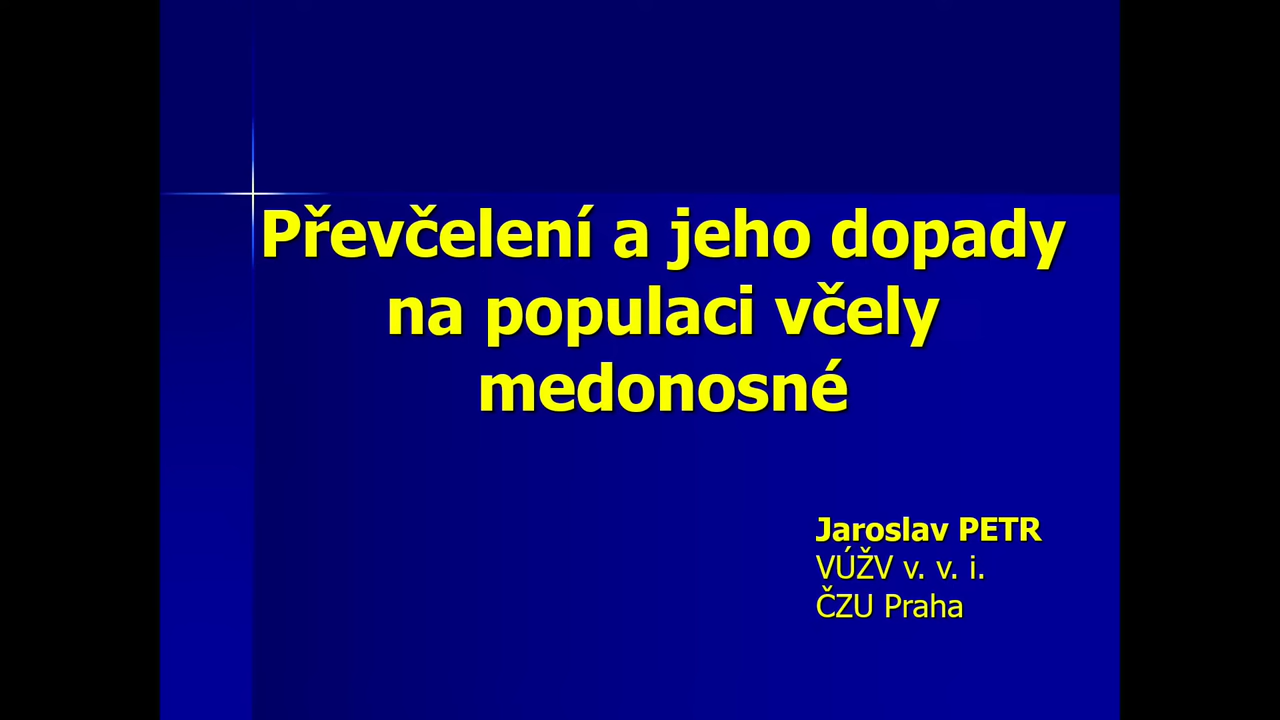 Převčelení a jeho dopady
na populaci včely
medonosné
Jaroslav PETR
VÚŽV v. v. i.
ČZU Praha